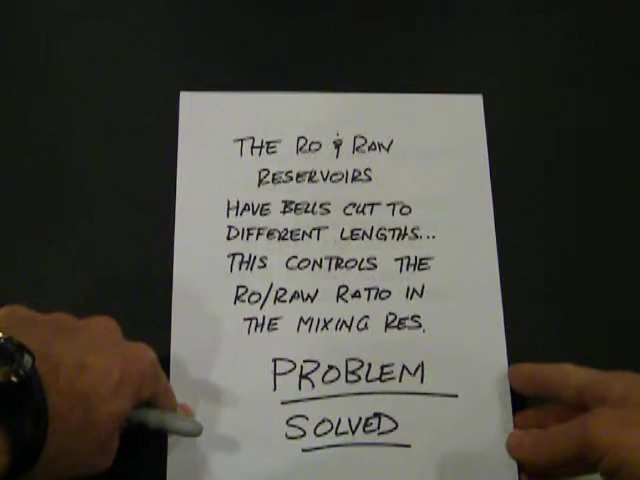 THE RO & RAW
RESERVOIRS
HAVE BELLS CUT TO
DIFFERENT LENGTHS...
THIS CONTROLS THE
RO/RAW RATIO IN
THE MIXING RES.
PROBLEM
SOLVED